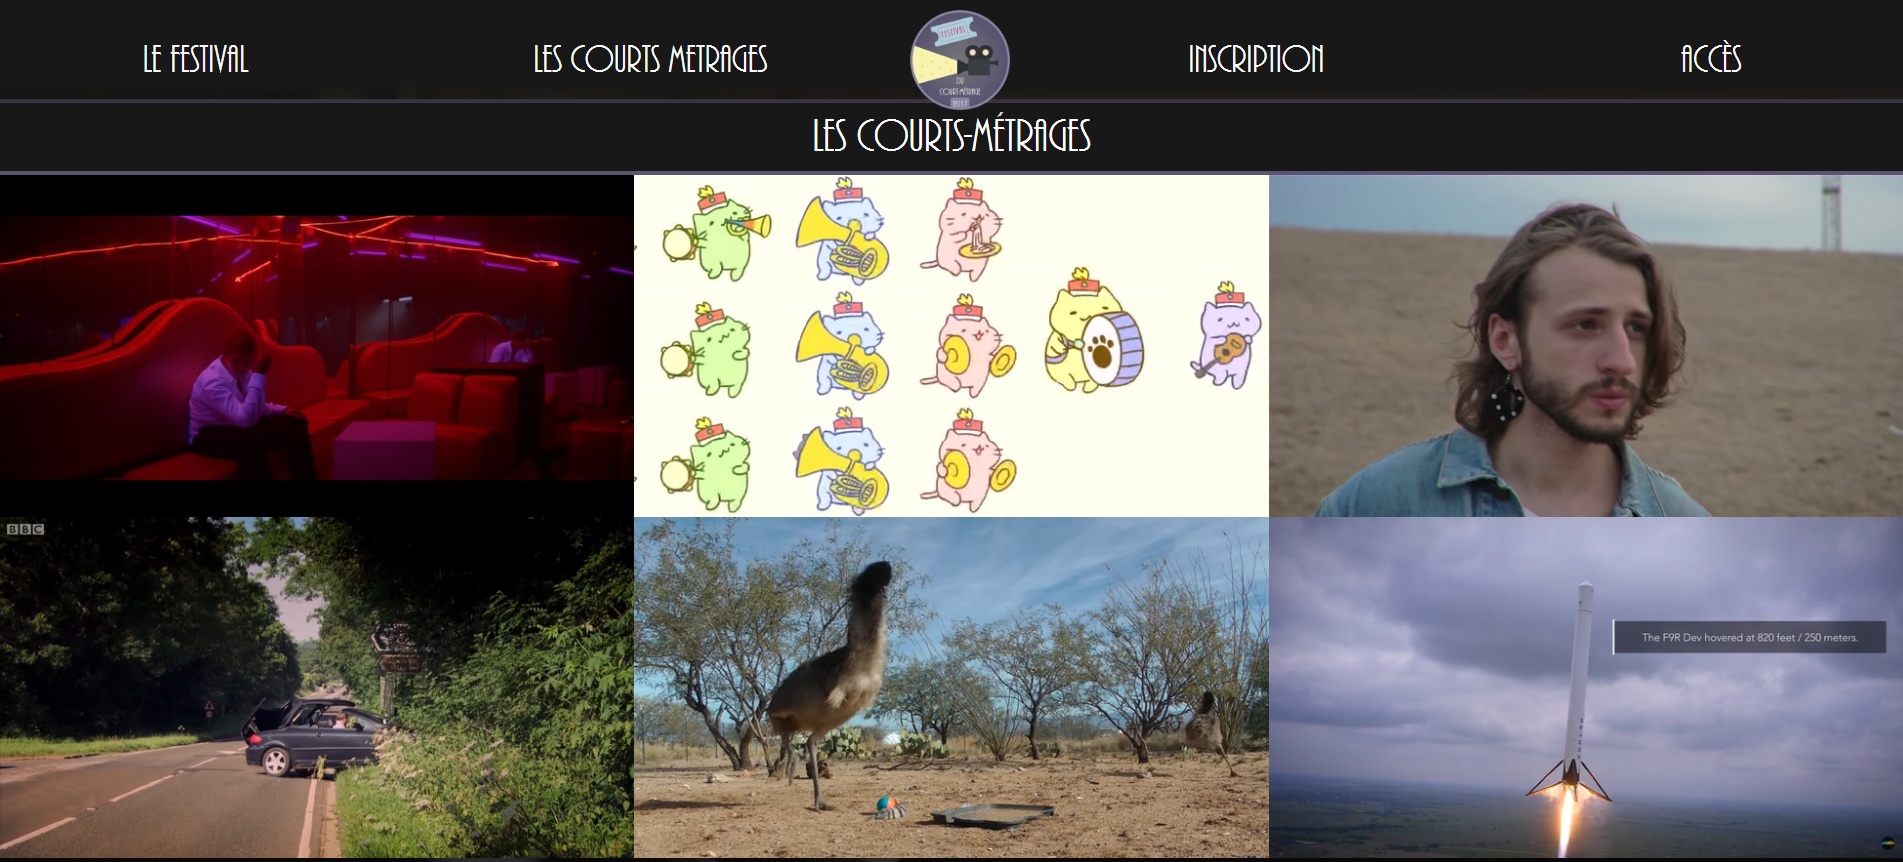 LE FESTIVAL
LES COURTS METRAGES
FESTIVAL
DU
COURT-MÉTRAGE
2017
INSCRIPTION
ACCÈS
LES COURTS-MÉTRAGES
BBC
The F9R Dev hovered at 820 feet / 250 meters.